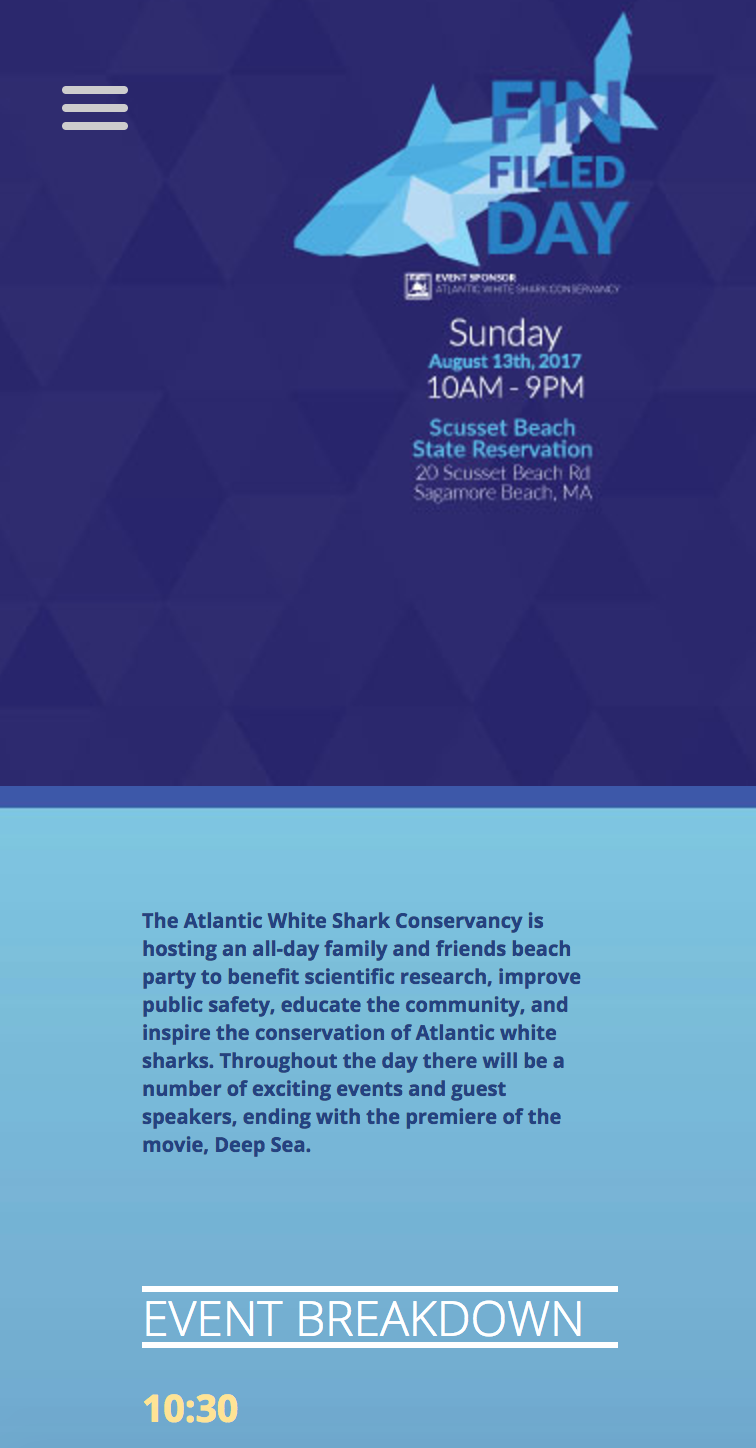 FIN
FILLED
DAY
EVENT SPONSOR
ATLANTIC WHITE SHARK CONSERVANCY
Sunday
August 13th, 2017
10AM - 9PM
Scusset Beach
State Reservation
20 Scusset Beach Rd
Sagamore Beach, MA
The Atlantic White Shark Conservancy is
hosting an all-day family and friends beach
party to benefit scientific research, improve
public safety, educate the community, and
inspire the conservation of Atlantic white
sharks. Throughout the day there will be a
number of exciting events and guest
speakers, ending with the premiere of the
movie, Deep Sea.
EVENT BREAKDOWN
10:30